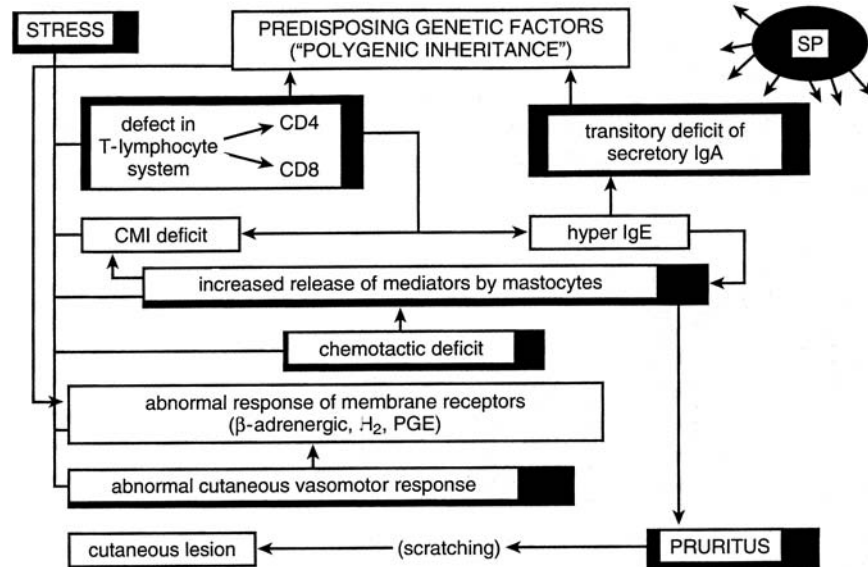 STRESS
PREDISPOSING GENETIC FACTORS
(“POLYGENIC INHERITANCE”)
SP
defect in
T-lymphocyte
system
CD4
CD8
transitory deficit of
secretory IgA
CMI deficit
hyper IgE
increased release of mediators by mastocytes
chemotactic deficit
abnormal response of membrane receptors
(β-adrenergic, H₂, PGE)
abnormal cutaneous vasomotor response
cutaneous lesion
(scratching)
PRURITUS